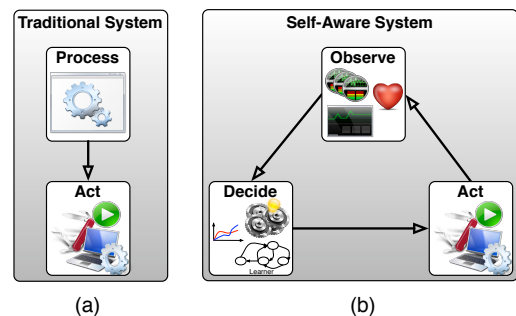 Traditional System
Process
Act
(a)
Self-Aware System
Observe
Decide
Learner
Act
(b)